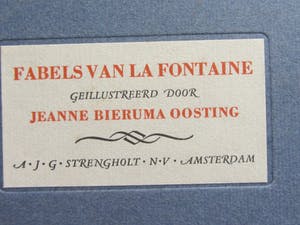 FABELS VAN LA FONTAINE
GEILLUSTREERD DOOR
JEANNE BIERUMA OOSTING
A·J·G·STRENGHOLT·N·V·AMSTERDAM